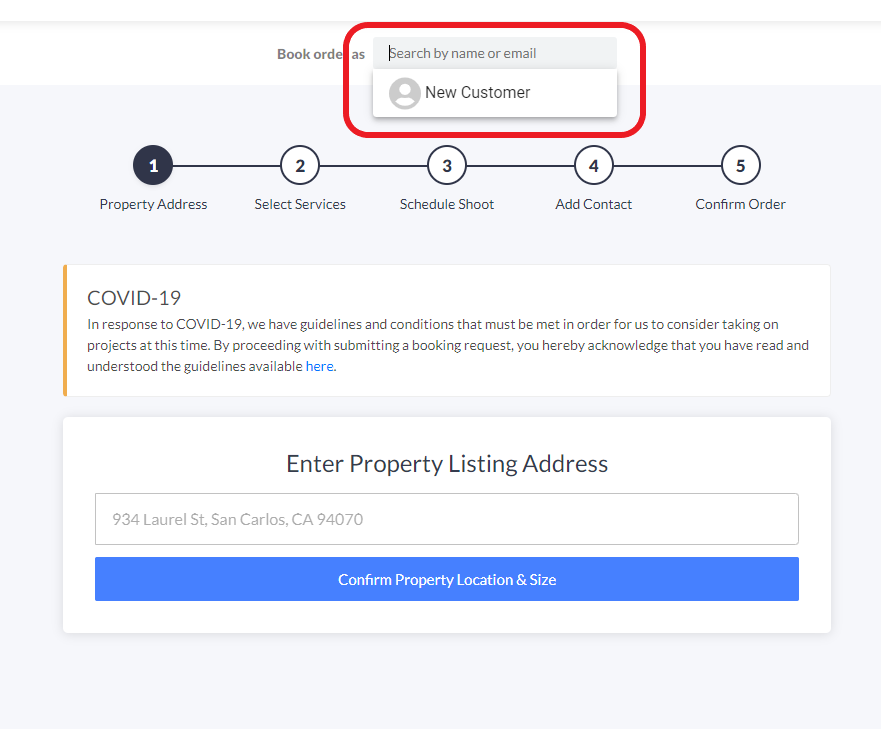 Book order as
Search by name or email
New Customer
1
2
3
4
5
Property Address
Select Services
Schedule Shoot
Add Contact
Confirm Order
COVID-19
In response to COVID-19, we have guidelines and conditions that must be met in order for us to consider taking on
projects at this time. By proceeding with submitting a booking request, you hereby acknowledge that you have read and
understood the guidelines available here.
Enter Property Listing Address
934 Laurel St, San Carlos, CA 94070
Confirm Property Location & Size